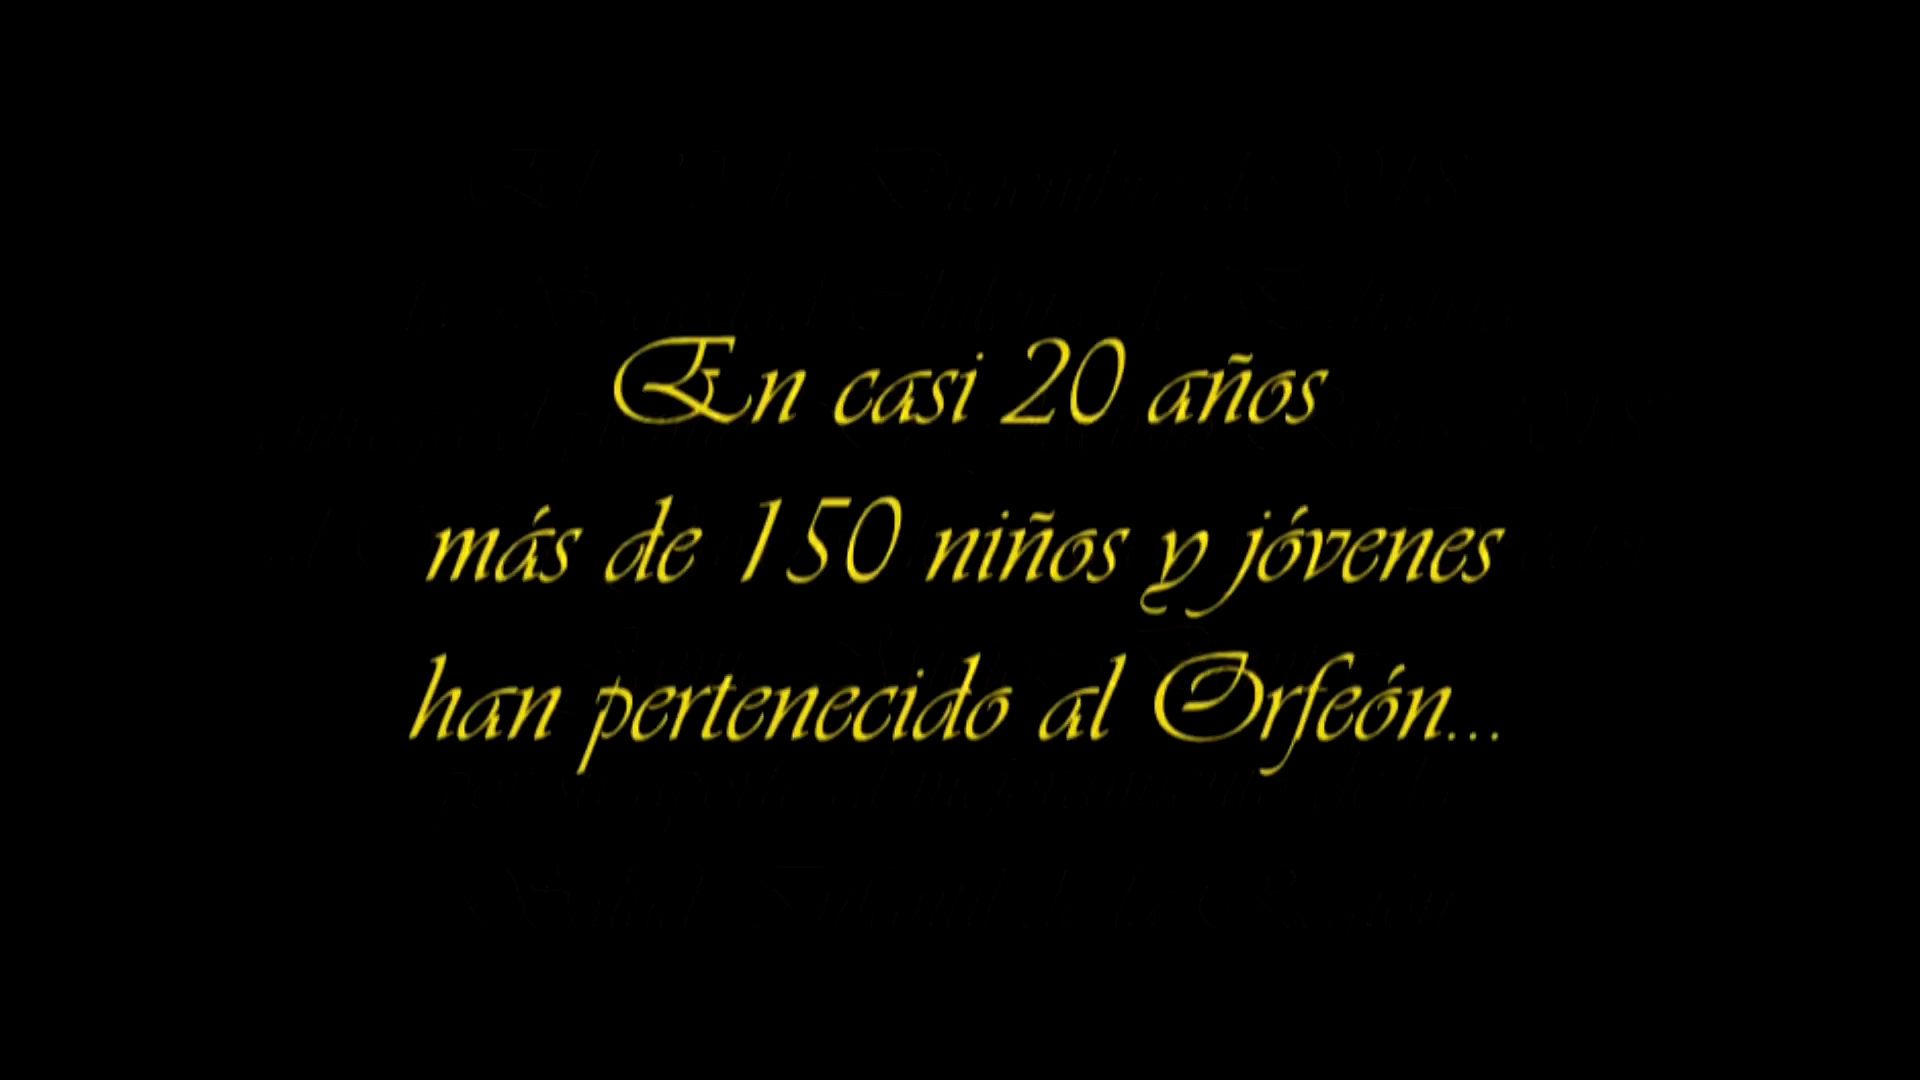 En casi 20 años
más de 150 niños y jóvenes
han pertenecido al Orfeón...